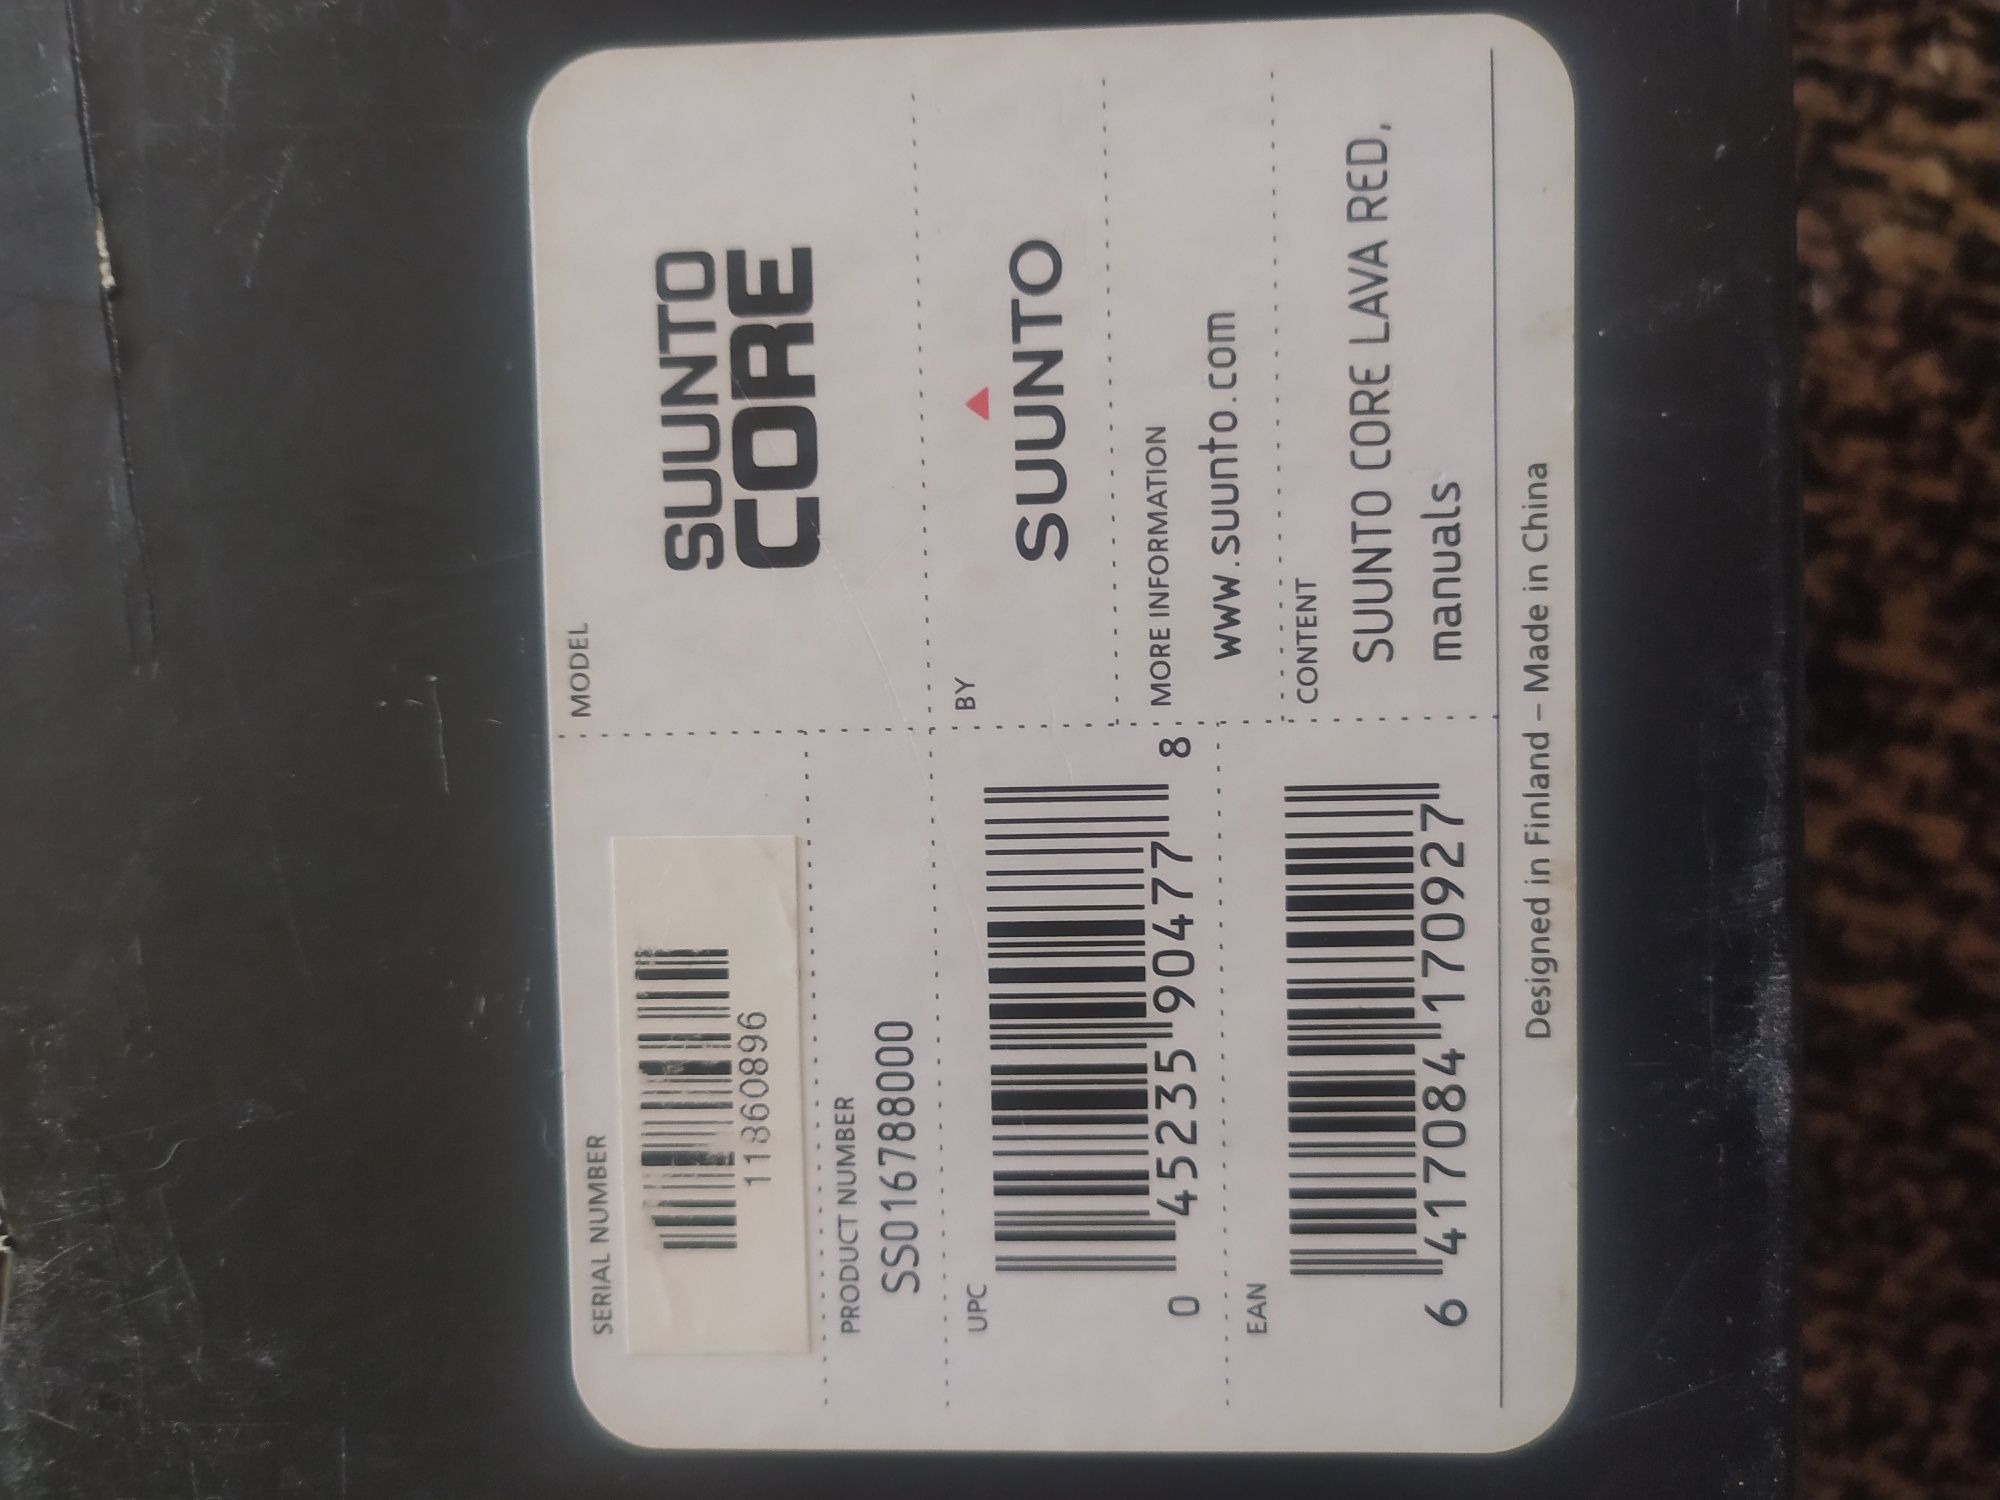 SERIAL NUMBER
11360896
PRODUCT NUMBER
SS016788000
UPC
0 45235 90477 8
EAN
6 417084 170927
MODEL
SUUNTO
CORE
BY
SUUNTO
MORE INFORMATION
www.suunto.com
CONTENT
SUUNTO CORE LAVA RED,
manuals
Designed in Finland – Made in China